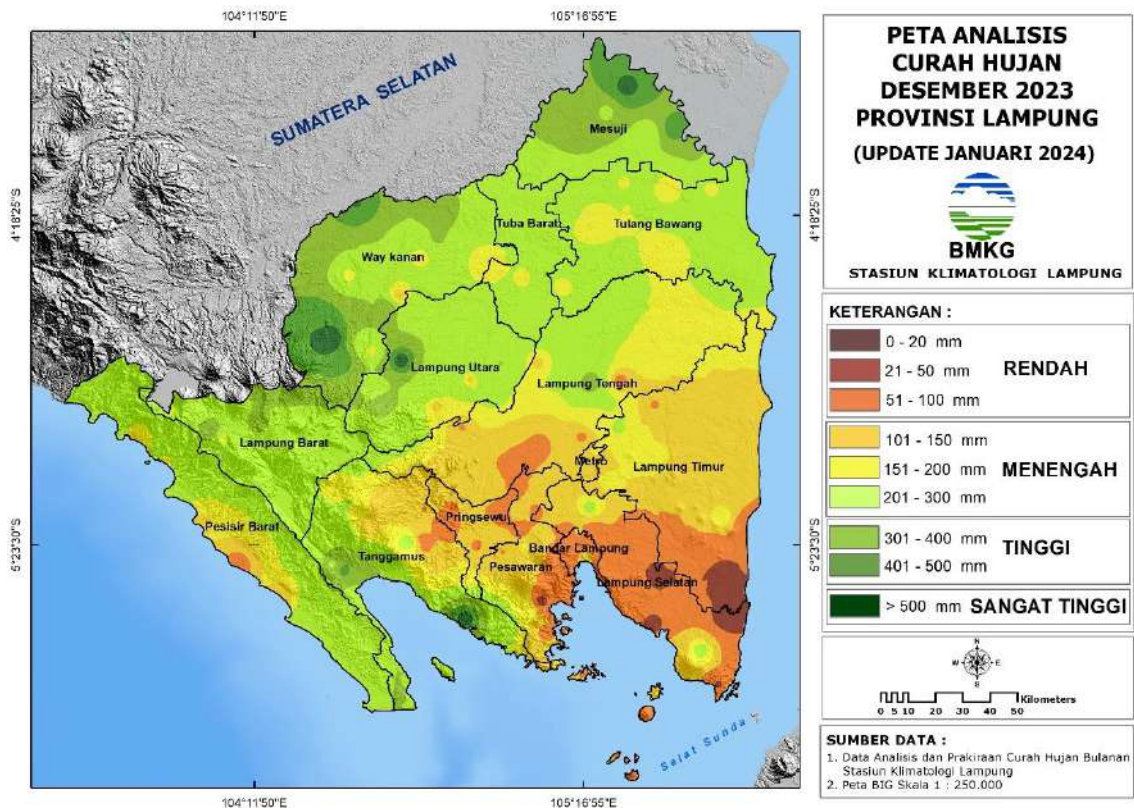 104°11'50"E
105°16'55"E
4°18'25"S
5°23'30"S
SUMATERA SELATAN
Mesuji
Tuba Barat
Tulang Bawang
Way kanan
Lampung Utara
Lampung Tengah
Lampung Barat
Metro
Lampung Timur
Pesisir Barat
Pringsewu
Tanggamus
Bandar Lampung
Pesawaran
Lampung Selatan
Selat Sunda
4°18'25"S
5°23'30"S
104°11'50"E
105°16'55"E
PETA ANALISIS
CURAH HUJAN
DESEMBER 2023
PROVINSI LAMPUNG
(UPDATE JANUARI 2024)
BMKG
STASIUN KLIMATOLOGI LAMPUNG
KETERANGAN :
0 - 20 mm
21 - 50 mm
RENDAH
51 - 100 mm
101 - 150 mm
151 - 200 mm
MENENGAH
201 - 300 mm
301 - 400 mm
TINGGI
401 - 500 mm
> 500 mm SANGAT TINGGI
N
W E
S
Kilometers
0 5 10 20 30 40 50
SUMBER DATA :
1. Data Analisis dan Prakiraan Curah Hujan Bulanan
Stasiun Klimatologi Lampung
2. Peta BIG Skala 1 : 250.000